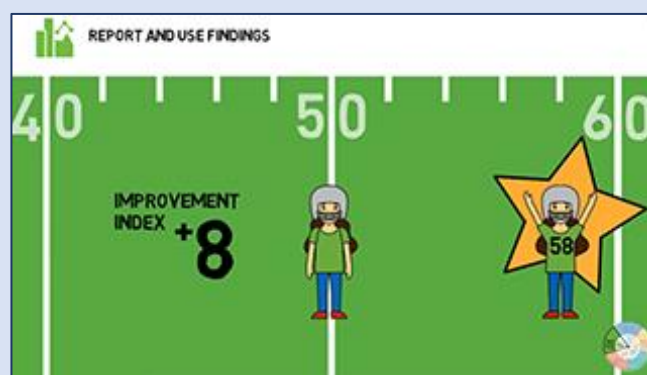 REPORT AND USE FINDINGS
40 50 60
IMPROVEMENT
INDEX +8
58